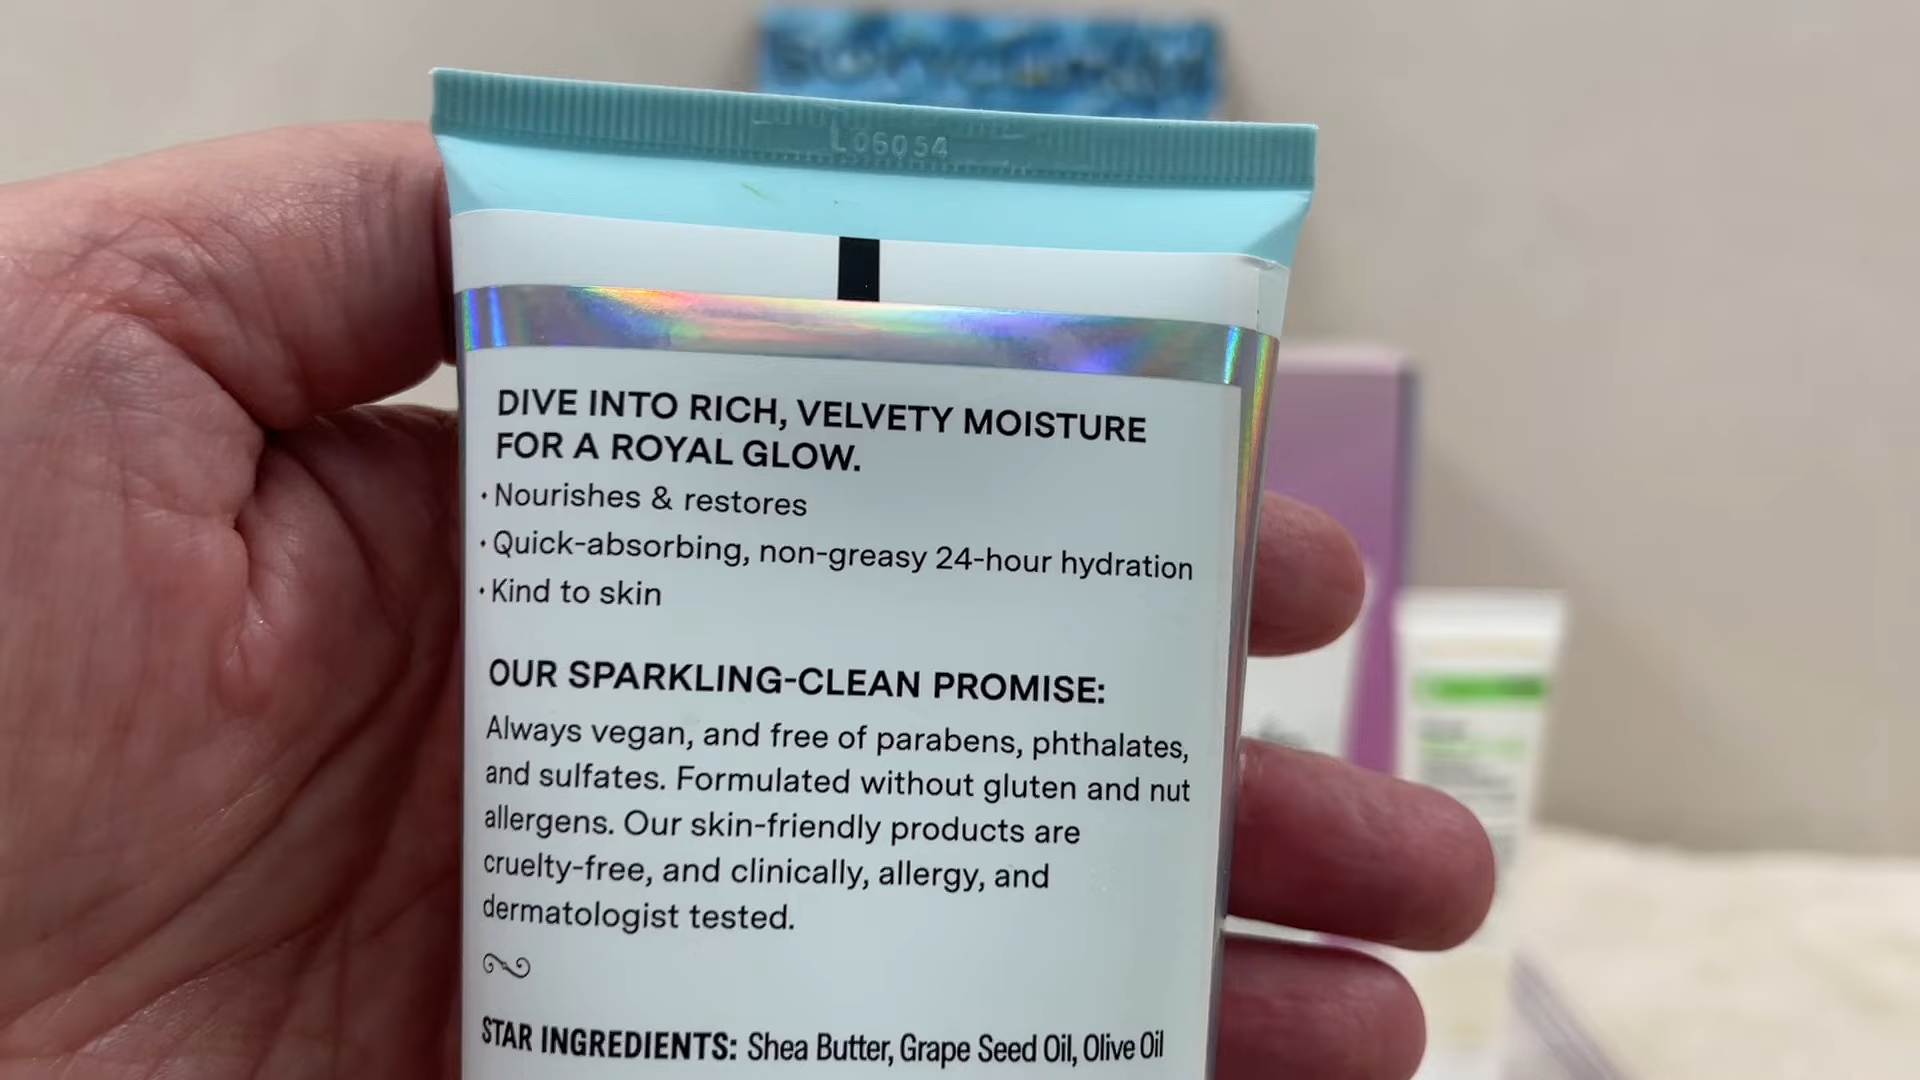 L06054
DIVE INTO RICH, VELVETY MOISTURE
FOR A ROYAL GLOW.
• Nourishes & restores
• Quick-absorbing, non-greasy 24-hour hydration
• Kind to skin
OUR SPARKLING-CLEAN PROMISE:
Always vegan, and free of parabens, phthalates,
and sulfates. Formulated without gluten and nut
allergens. Our skin-friendly products are
cruelty-free, and clinically, allergy, and
dermatologist tested.
STAR INGREDIENTS: Shea Butter, Grape Seed Oil, Olive Oil